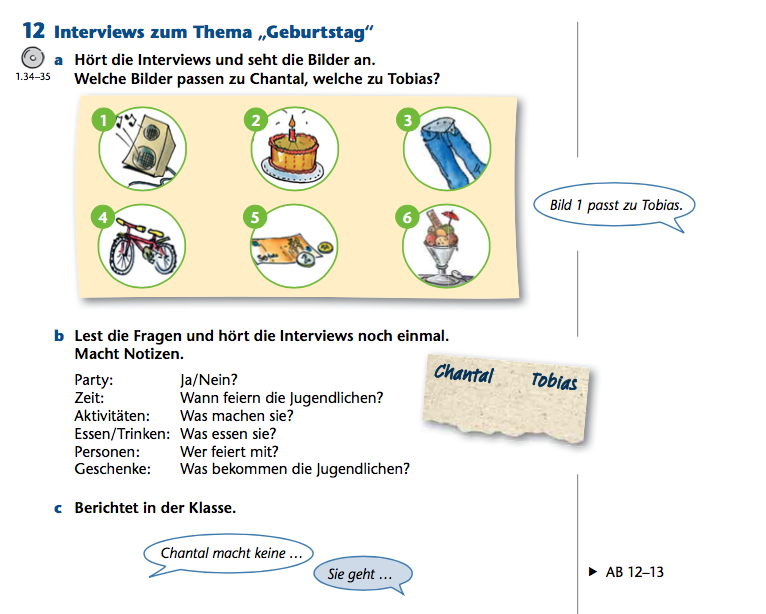 12 Interviews zum Thema „Geburtstag“
1.34–35
a Hört die Interviews und seht die Bilder an.
Welche Bilder passen zu Chantal, welche zu Tobias?
1
2
3
4
5
6
Bild 1 passt zu Tobias.
b Lest die Fragen und hört die Interviews noch einmal.
Macht Notizen.
Party: Ja/Nein?
Zeit: Wann feiern die Jugendlichen?
Aktivitäten: Was machen sie?
Essen/Trinken: Was essen sie?
Personen: Wer feiert mit?
Geschenke: Was bekommen die Jugendlichen?
Chantal Tobias
c Berichtet in der Klasse.
Chantal macht keine …
Sie geht …
► AB 12–13